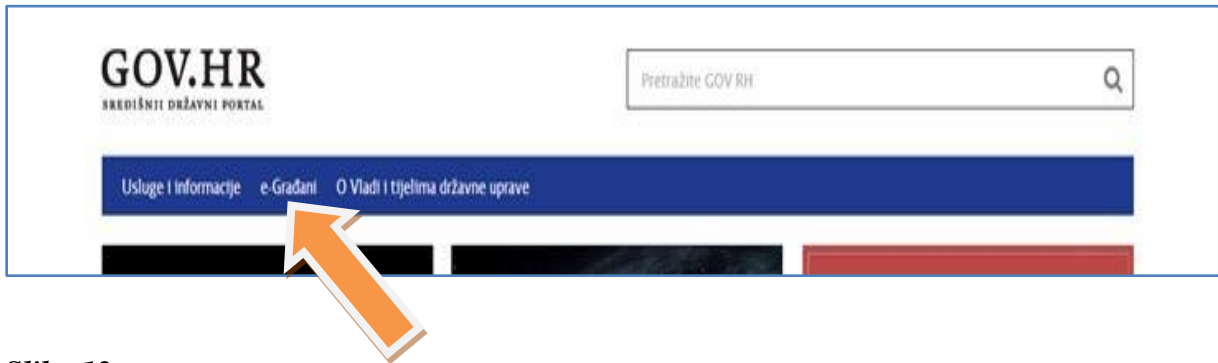 GOV.HR
SREDIŠNJI DRŽAVNI PORTAL
Pretražite GOV RH
Usluge i informacije e-Građani O Vladi i tijelima državne uprave